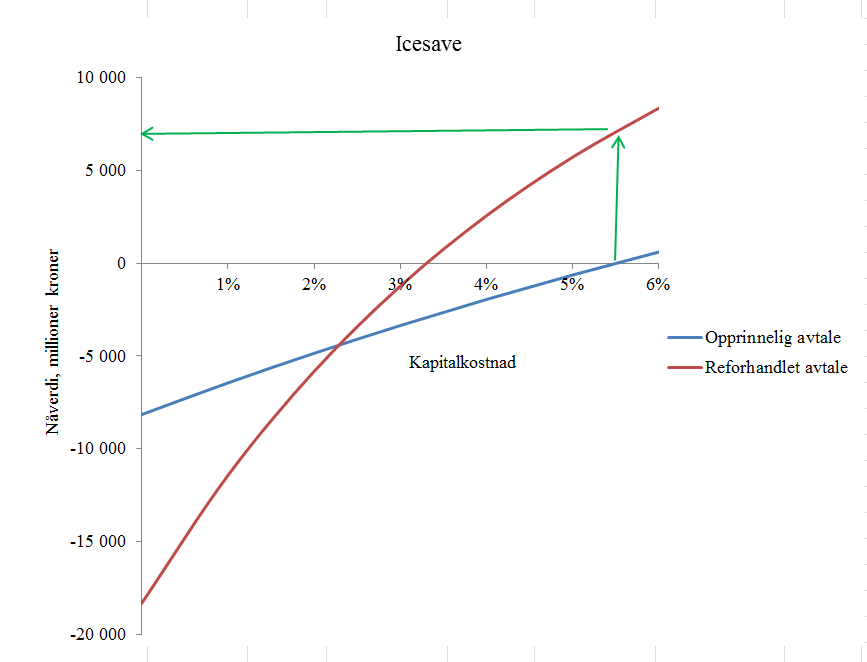 Icesave
10 000
5 000
0
-5 000
-10 000
-15 000
-20 000
Nåverdi, millioner kroner
1%
2%
3%
4%
5%
6%
Kapitalkostnad
Opprinnelig avtale
Reforhandlet avtale